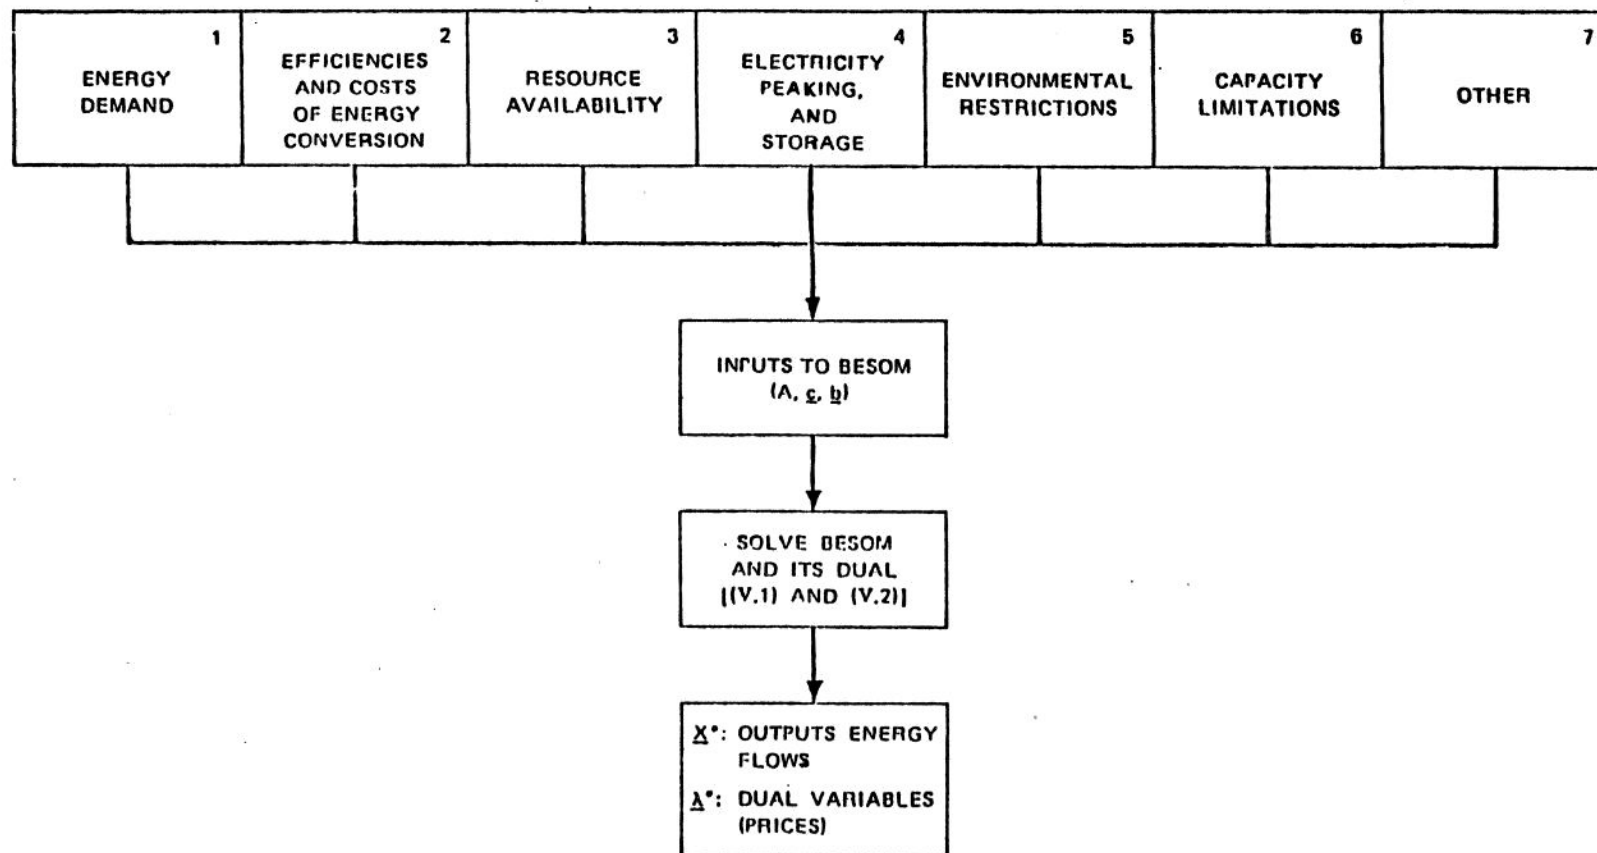 1
ENERGY
DEMAND
2
EFFICIENCIES
AND COSTS
OF ENERGY
CONVERSION
3
RESOURCE
AVAILABILITY
4
ELECTRICITY
PEAKING,
AND
STORAGE
5
ENVIRONMENTAL
RESTRICTIONS
6
CAPACITY
LIMITATIONS
7
OTHER
INPUTS TO BESOM
(A, c, b)
SOLVE BESOM
AND ITS DUAL
[(V.1) AND (V.2)]
X*: OUTPUTS ENERGY
FLOWS
λ*: DUAL VARIABLES
(PRICES)